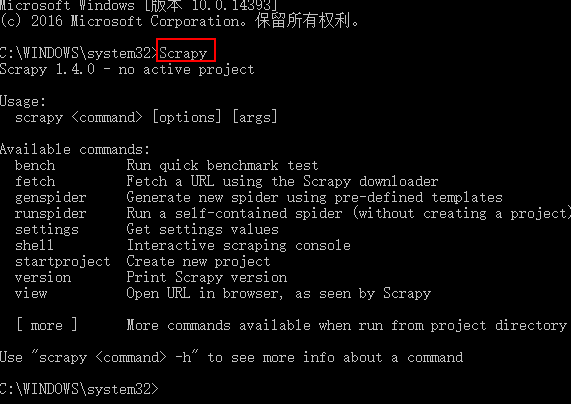 Microsoft Windows [版本 10.0.14393]
(c) 2016 Microsoft Corporation。保留所有权利。
C:\WINDOWS\system32>Scrapy
Scrapy 1.4.0 - no active project
Usage:
scrapy <command> [options] [args]
Available commands:
bench Run quick benchmark test
fetch Fetch a URL using the Scrapy downloader
genspider Generate new spider using pre-defined templates
runspider Run a self-contained spider (without creating a project)
settings Get settings values
shell Interactive scraping console
startproject Create new project
version Print Scrapy version
view Open URL in browser, as seen by Scrapy
[ more ] More commands available when run from project directory
Use "scrapy <command> -h" to see more info about a command
C:\WINDOWS\system32>